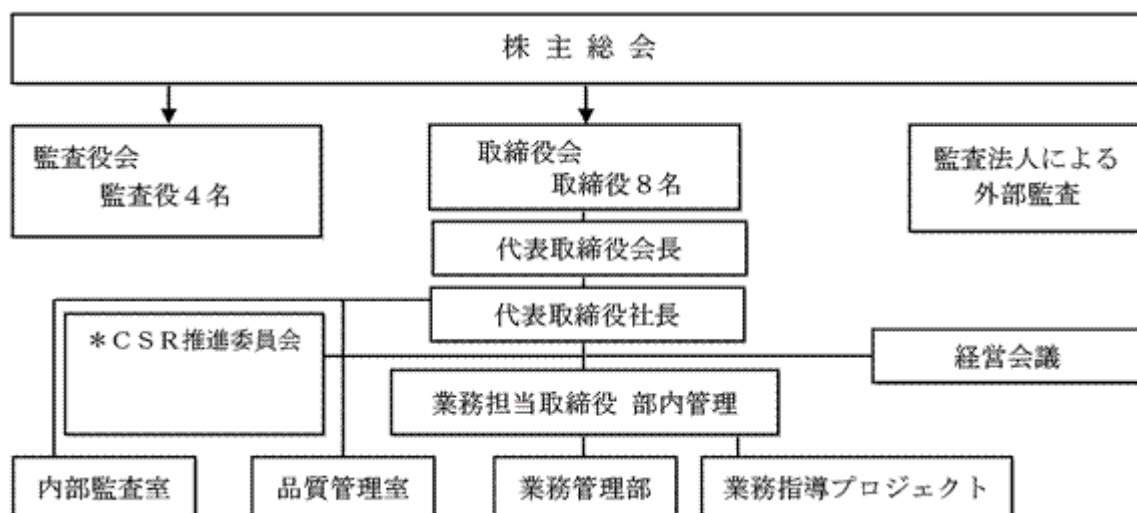 株 主 総 会
監査役会
監査役４名
取締役会
取締役８名
監査法人による
外部監査
代表取締役会長
代表取締役社長
＊ＣＳＲ推進委員会
経営会議
業務担当取締役 部内管理
内部監査室
品質管理室
業務管理部
業務指導プロジェクト